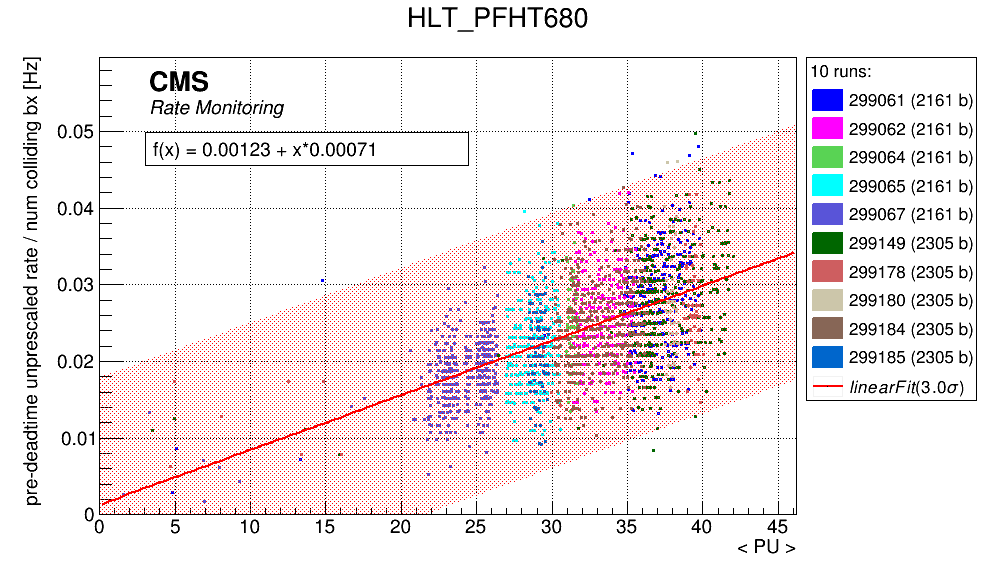 HLT_PFHT680
pre-deadtime unprescaled rate / num colliding bx [Hz]
CMS
Rate Monitoring
f(x) = 0.00123 + x*0.00071
0.05
0.04
0.03
0.02
0.01
0
0 5 10 15 20 25 30 35 40 45
< PU >
10 runs:
299061 (2161 b)
299062 (2161 b)
299064 (2161 b)
299065 (2161 b)
299067 (2161 b)
299149 (2305 b)
299178 (2305 b)
299180 (2305 b)
299184 (2305 b)
299185 (2305 b)
linearFit(3.0σ)